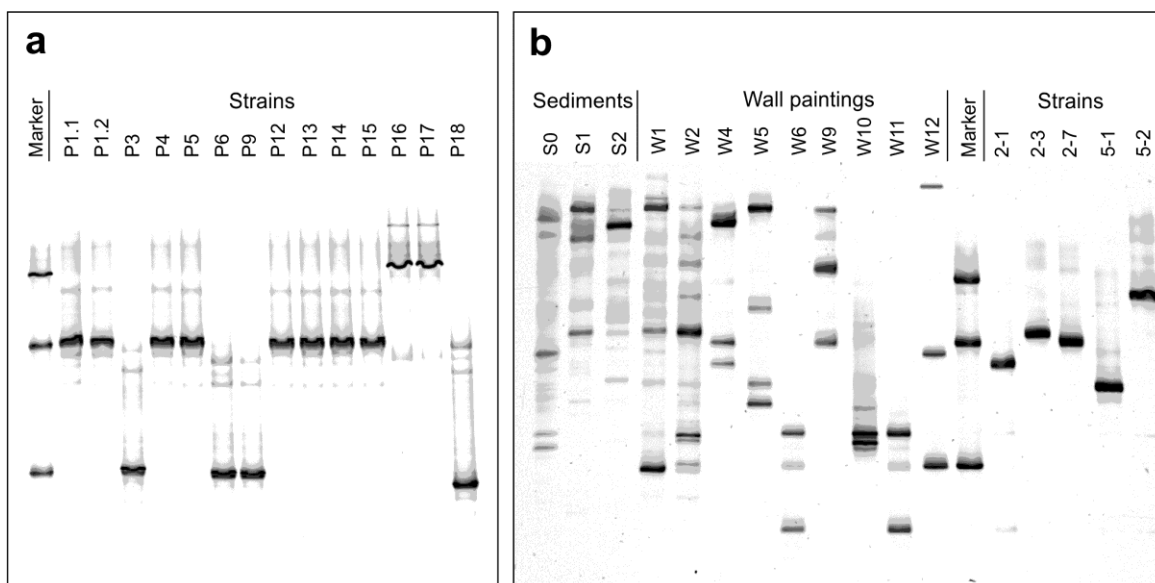 a
Strains
Marker
P1.1
P1.2
P3
P4
P5
P6
P9
P12
P13
P14
P15
P16
P17
P18
b
Sediments
Wall paintings
Strains
S0
S1
S2
W1
W2
W4
W5
W6
W9
W10
W11
W12
Marker
2-1
2-3
2-7
5-1
5-2